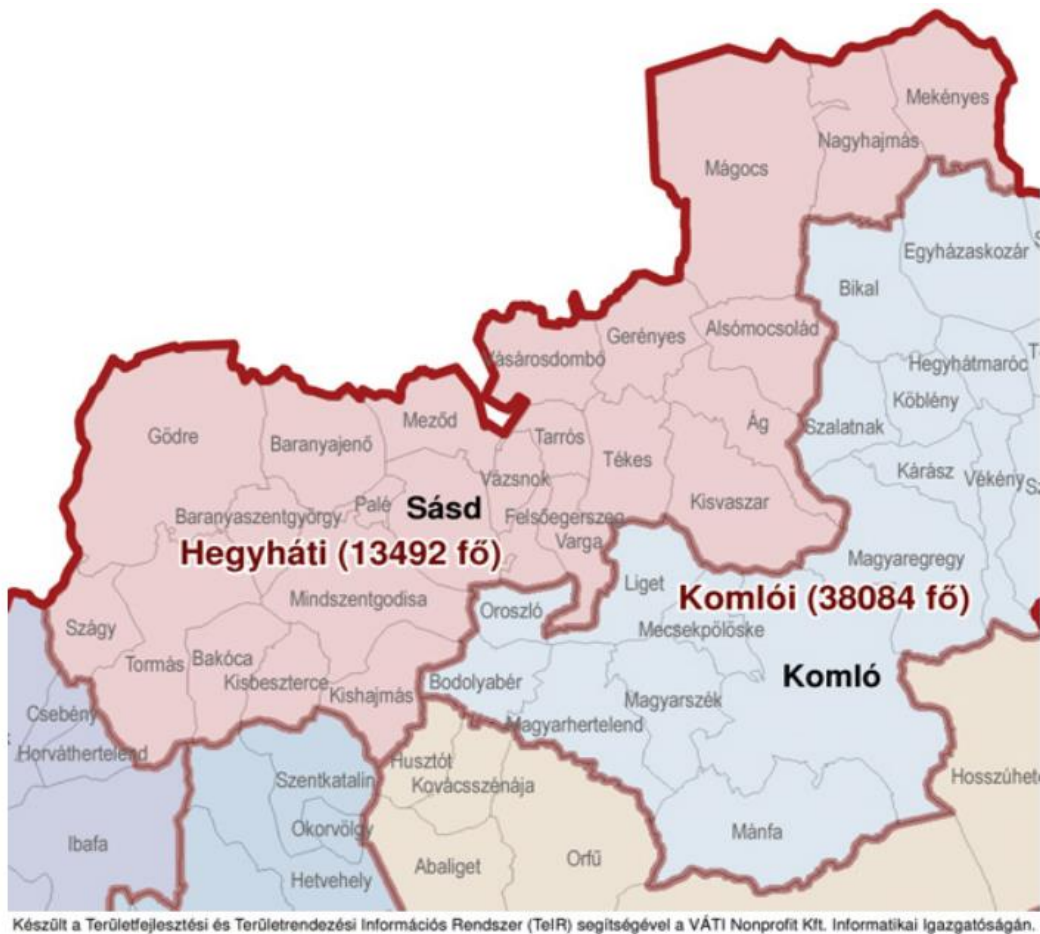 Mekényes
Nagyhajmás
Mágocs
Egyházaskozár
Bikal
Alsómocsolád
Gerényes
Vásárosdombó
Hegyhátmaróc
Köblény
Meződ
Ág
Szalatnak
Gődre
Baranyajenő
Tarrós
Tékes
Kárász
Vékény
Vázsnok
Kisvaszar
Palé
Sásd
Baranyaszentgyörgy
Felsőegerszeg
Varga
Hegyháti (13492 fő)
Magyaregregy
Liget
Komlói (38084 fő)
Mindszentgodisa
Oroszló
Szágy
Mecsekpölöske
Tormás
Bakóca
Kisbeszterce
Kishajmás
Bodolyabér
Komló
Magyarszék
Csebény
Magyarhertelend
Horváthertelend
Husztót
Szentkatalin
Kovácsszénája
Hosszúhete
Okorvölgy
Mánfa
Ibafa
Abaliget
Orfű
Hetvehely
Készült a Területfejlesztési és Területrendezési Információs Rendszer (TeIR) segítségével a VÁTI Nonprofit Kft. Informatikai Igazgatóságán.